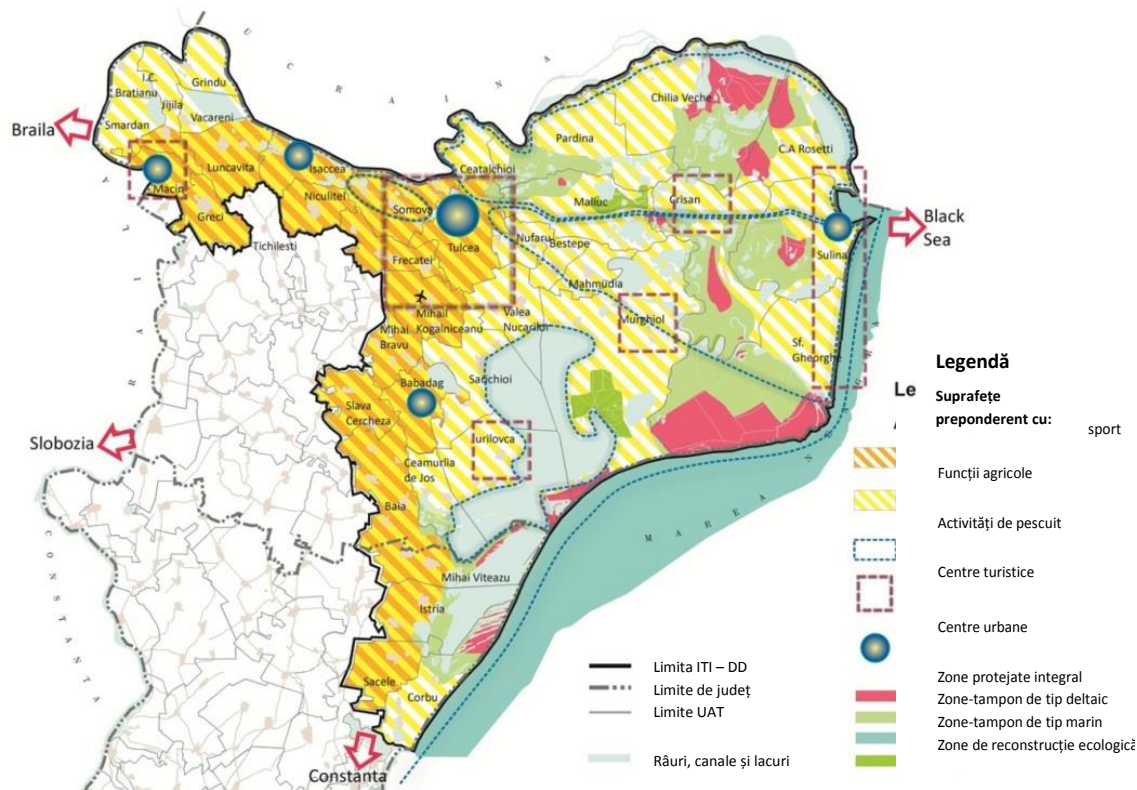 U C R A I N A
I.C.
Bratianu
Grindu
Jijila
Vacareni
Smardan
Braila
Macin
Luncavita
Isaccea
Niculitel
Greci
Tichilesti
Somova
Tulcea
Frecatei
Ceatalchioi
Pardina
Chilia Veche
C.A Rosetti
Maliuc
Crisan
Nufaru
Bestepe
Mahmudia
Sulina
Black
Sea
Mihail
Kogalniceanu
Mihai
Bravu
Valea
Nucarilor
Murghiol
Sf.
Gheorghe
Babadag
Sarichioi
Slava
Cercheza
Jurilovca
Ceamurlia
de Jos
Baia
Slobozia
Mihai Viteazu
Istria
Sacele
Corbu
Constanta
C O N S T A N T A
M A R E A N
Legendă
Le
Suprafețe
preponderent cu:
sport
Funcții agricole
Activități de pescuit
Centre turistice
Centre urbane
Zone protejate integral
Zone-tampon de tip deltaic
Zone-tampon de tip marin
Zone de reconstrucție ecologică
Limita ITI – DD
Limite de județ
Limite UAT
Râuri, canale și lacuri